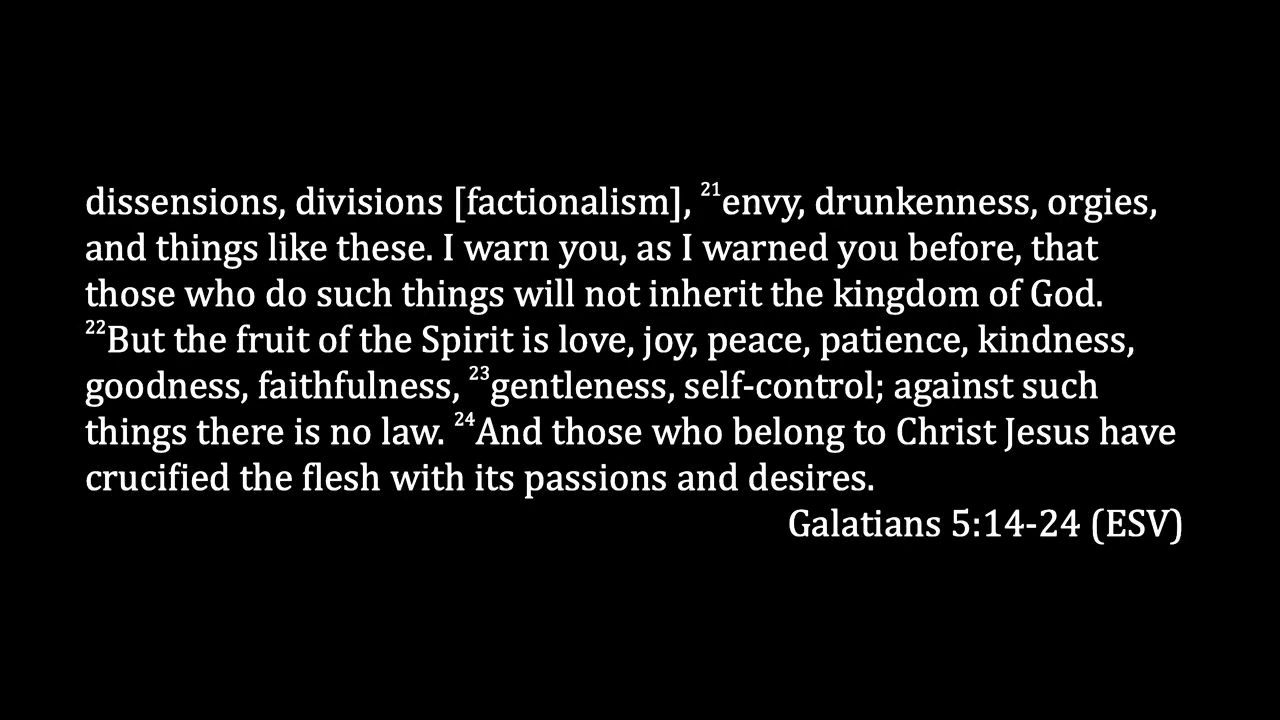 dissensions, divisions [factionalism], ²¹envy, drunkenness, orgies,
and things like these. I warn you, as I warned you before, that
those who do such things will not inherit the kingdom of God.
²²But the fruit of the Spirit is love, joy, peace, patience, kindness,
goodness, faithfulness, ²³gentleness, self-control; against such
things there is no law. ²⁴And those who belong to Christ Jesus have
crucified the flesh with its passions and desires.
Galatians 5:14-24 (ESV)